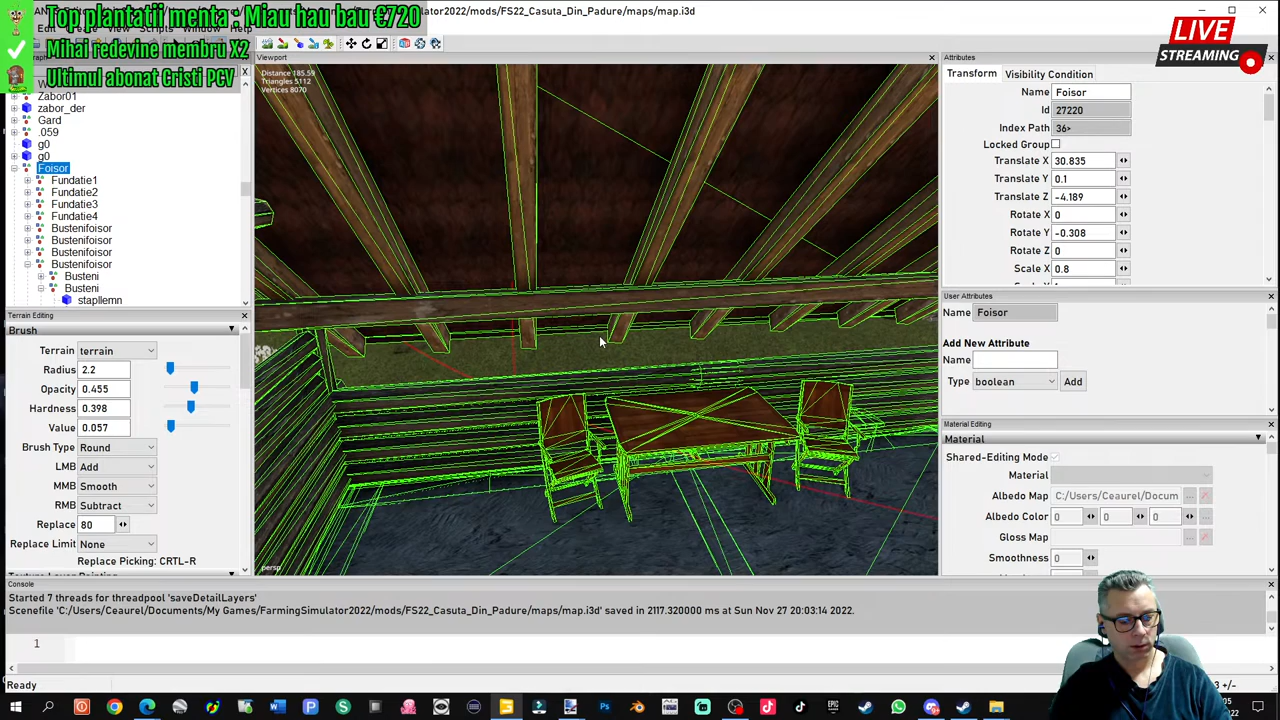 Top plantatii menta : Miau hau bau €720
Mihai redevine membru X2
Ultimul abonat Cristi PCV
LIVE
STREAMING
mulator2022/mods/FS22_Casuta_Din_Padure/maps/map.i3d
Viewport
Distance 185.59
Triangles 5112
Vertices 8070
persp
Zabor01
zabor_der
Gard
.059
g0
g0
Foisor
Fundatie1
Fundatie2
Fundatie3
Fundatie4
Bustenifoisor
Bustenifoisor
Bustenifoisor
Bustenifoisor
Busteni
Busteni
stapllemn
Terrain Editing
Brush
Terrain terrain
Radius 2.2
Opacity 0.455
Hardness 0.398
Value 0.057
Brush Type Round
LMB Add
MMB Smooth
RMB Subtract
Replace 80
Replace Limit None
Replace Picking: CRTL-R
Attributes
Transform Visibility Condition
Name Foisor
Id 27220
Index Path 36>
Locked Group
Translate X 30.835
Translate Y 0.1
Translate Z -4.189
Rotate X 0
Rotate Y -0.308
Rotate Z 0
Scale X 0.8
User Attributes
Name Foisor
Add New Attribute
Name
Type boolean Add
Material Editing
Material
Shared-Editing Mode
Material
Albedo Map C:/Users/Ceaurel/Docum ...
Albedo Color 0 0 0 ...
Gloss Map ...
Smoothness 0
Console
Started 7 threads for threadpool 'saveDetailLayers'
Scenefile 'C:/Users/Ceaurel/Documents/My Games/FarmingSimulator2022/mods/FS22_Casuta_Din_Padure/maps/map.i3d' saved in 2117.320000 ms at Sun Nov 27 20:03:14 2022.
1
Ready
3 +/-